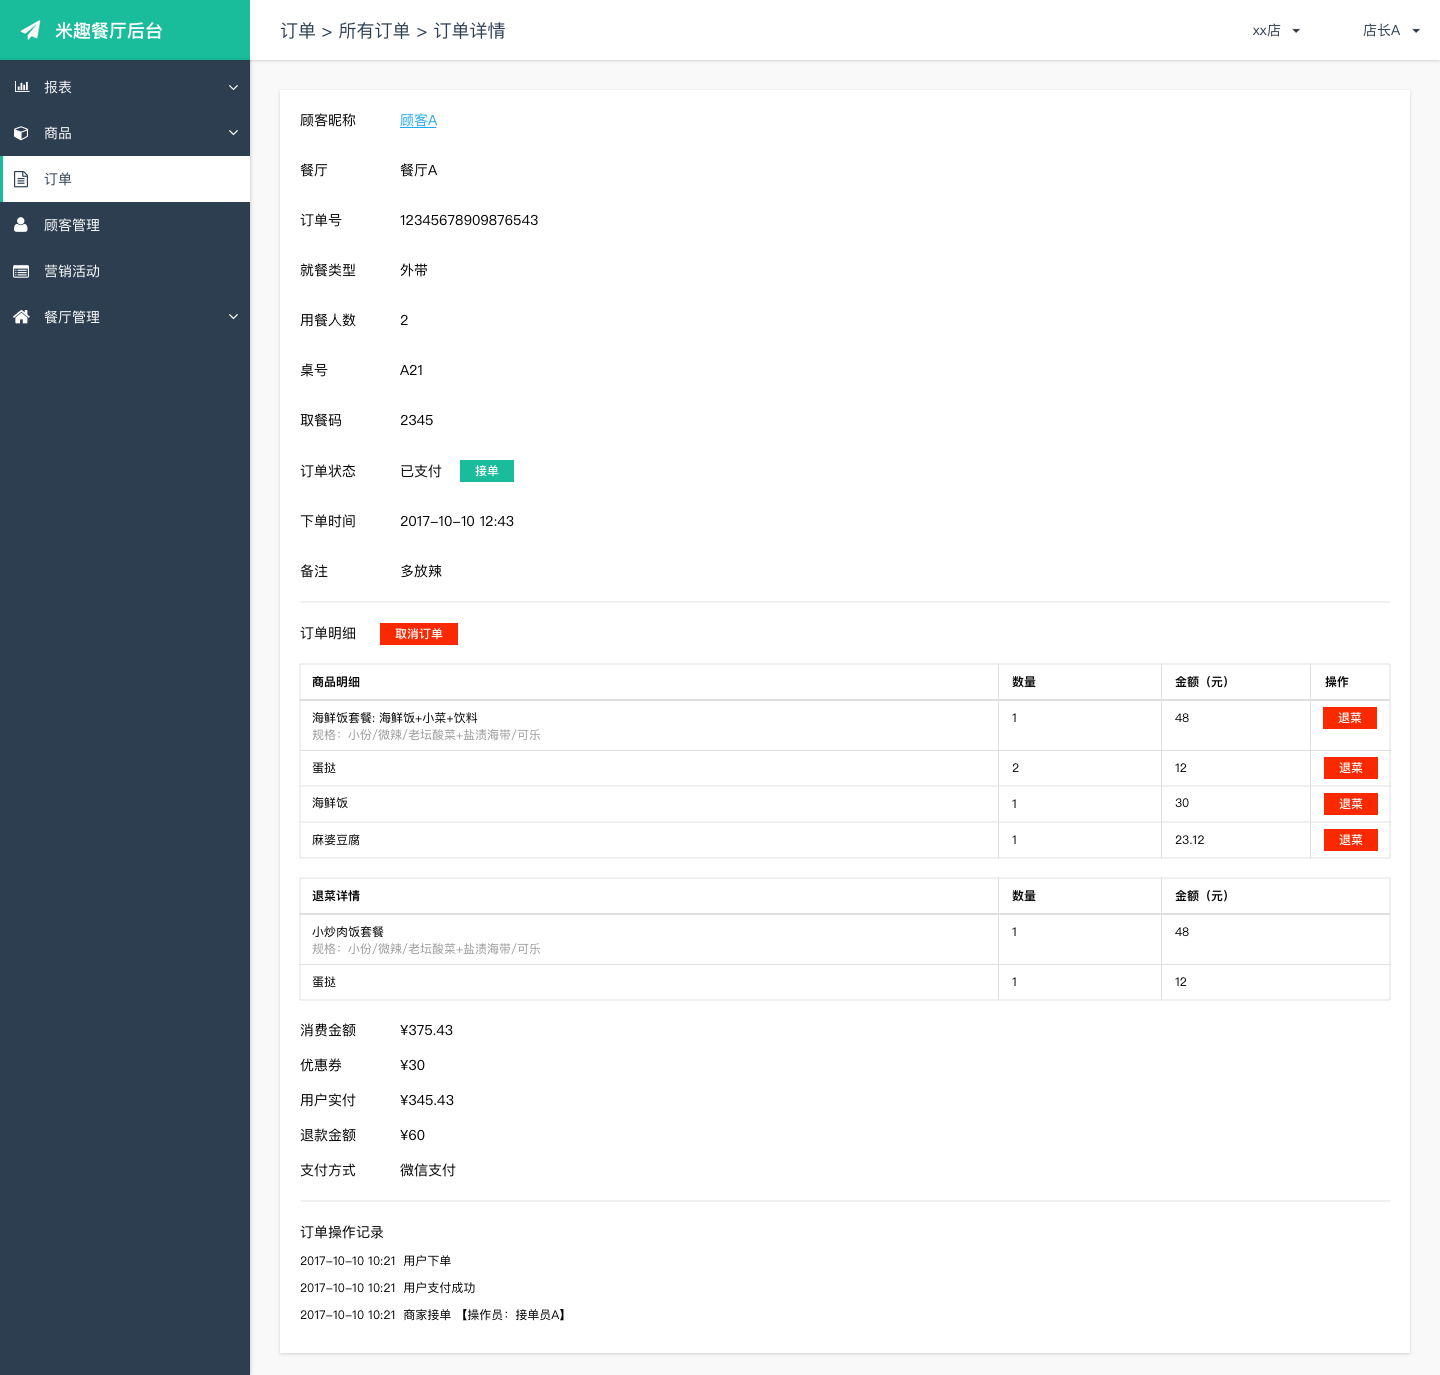 米趣餐厅后台
订单 > 所有订单 > 订单详情
xx店
店长A
报表
商品
订单
顾客管理
营销活动
餐厅管理
顾客昵称 顾客A
餐厅 餐厅A
订单号 12345678909876543
就餐类型 外带
用餐人数 2
桌号 A21
取餐码 2345
订单状态 已支付 接单
下单时间 2017-10-10 12:43
备注 多放辣
订单明细 取消订单
商品明细 数量 金额（元） 操作
海鲜饭套餐: 海鲜饭+小菜+饮料 1 48 退菜
规格：小份/微辣/老坛酸菜+盐渍海带/可乐
蛋挞 2 12 退菜
海鲜饭 1 30 退菜
麻婆豆腐 1 23.12 退菜
退菜详情 数量 金额（元）
小炒肉饭套餐 1 48
规格：小份/微辣/老坛酸菜+盐渍海带/可乐
蛋挞 1 12
消费金额 ¥375.43
优惠券 ¥30
用户实付 ¥345.43
退款金额 ¥60
支付方式 微信支付
订单操作记录
2017-10-10 10:21 用户下单
2017-10-10 10:21 用户支付成功
2017-10-10 10:21 商家接单 【操作员：接单员A】